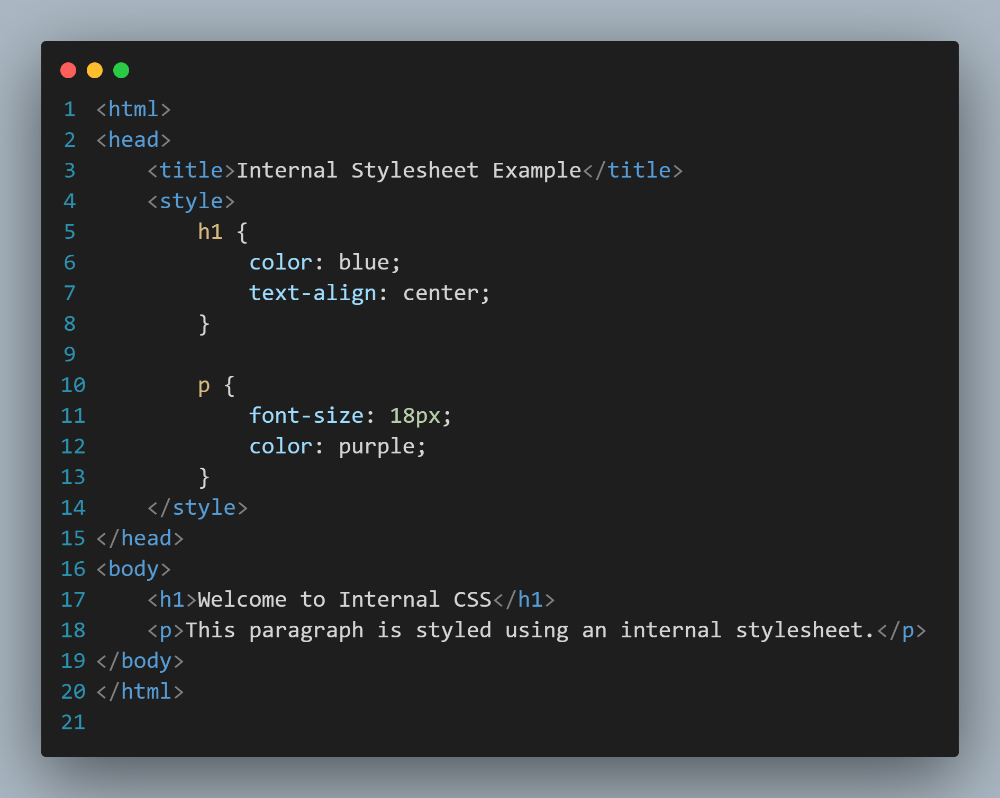 1 <html>
2 <head>
3     <title>Internal Stylesheet Example</title>
4     <style>
5         h1 {
6             color: blue;
7             text-align: center;
8         }
9
10         p {
11             font-size: 18px;
12             color: purple;
13         }
14     </style>
15 </head>
16 <body>
17     <h1>Welcome to Internal CSS</h1>
18     <p>This paragraph is styled using an internal stylesheet.</p>
19 </body>
20 </html>
21